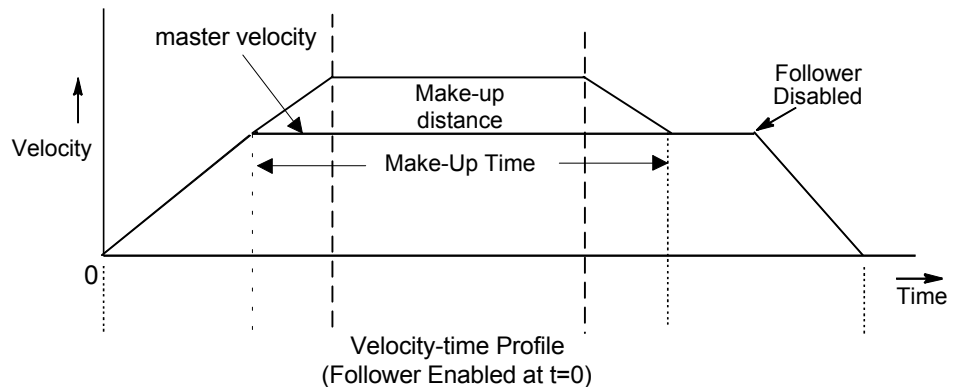 master velocity
Make-up
distance
Follower
Disabled
Velocity
Make-Up Time
0
Time
Velocity-time Profile
(Follower Enabled at t=0)